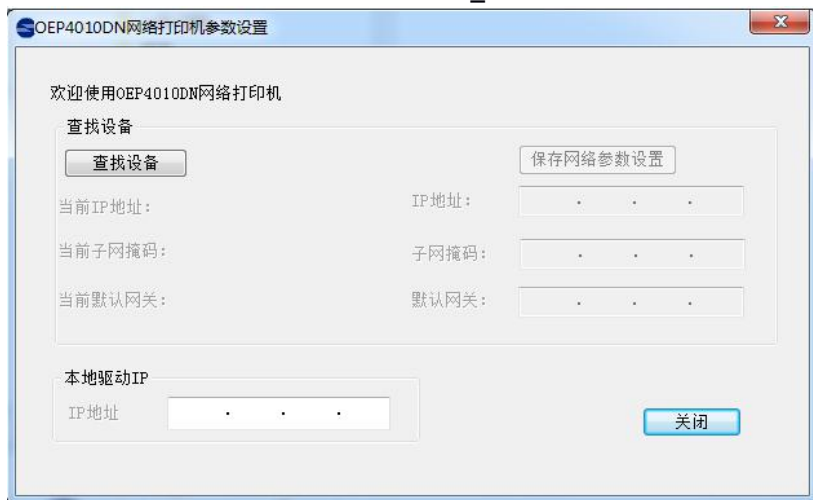 OEP4010DN网络打印机参数设置
欢迎使用OEP4010DN网络打印机
查找设备
查找设备
保存网络参数设置
当前IP地址：
IP地址：
当前子网掩码：
子网掩码：
当前默认网关：
默认网关：
本地驱动IP
IP地址
关闭